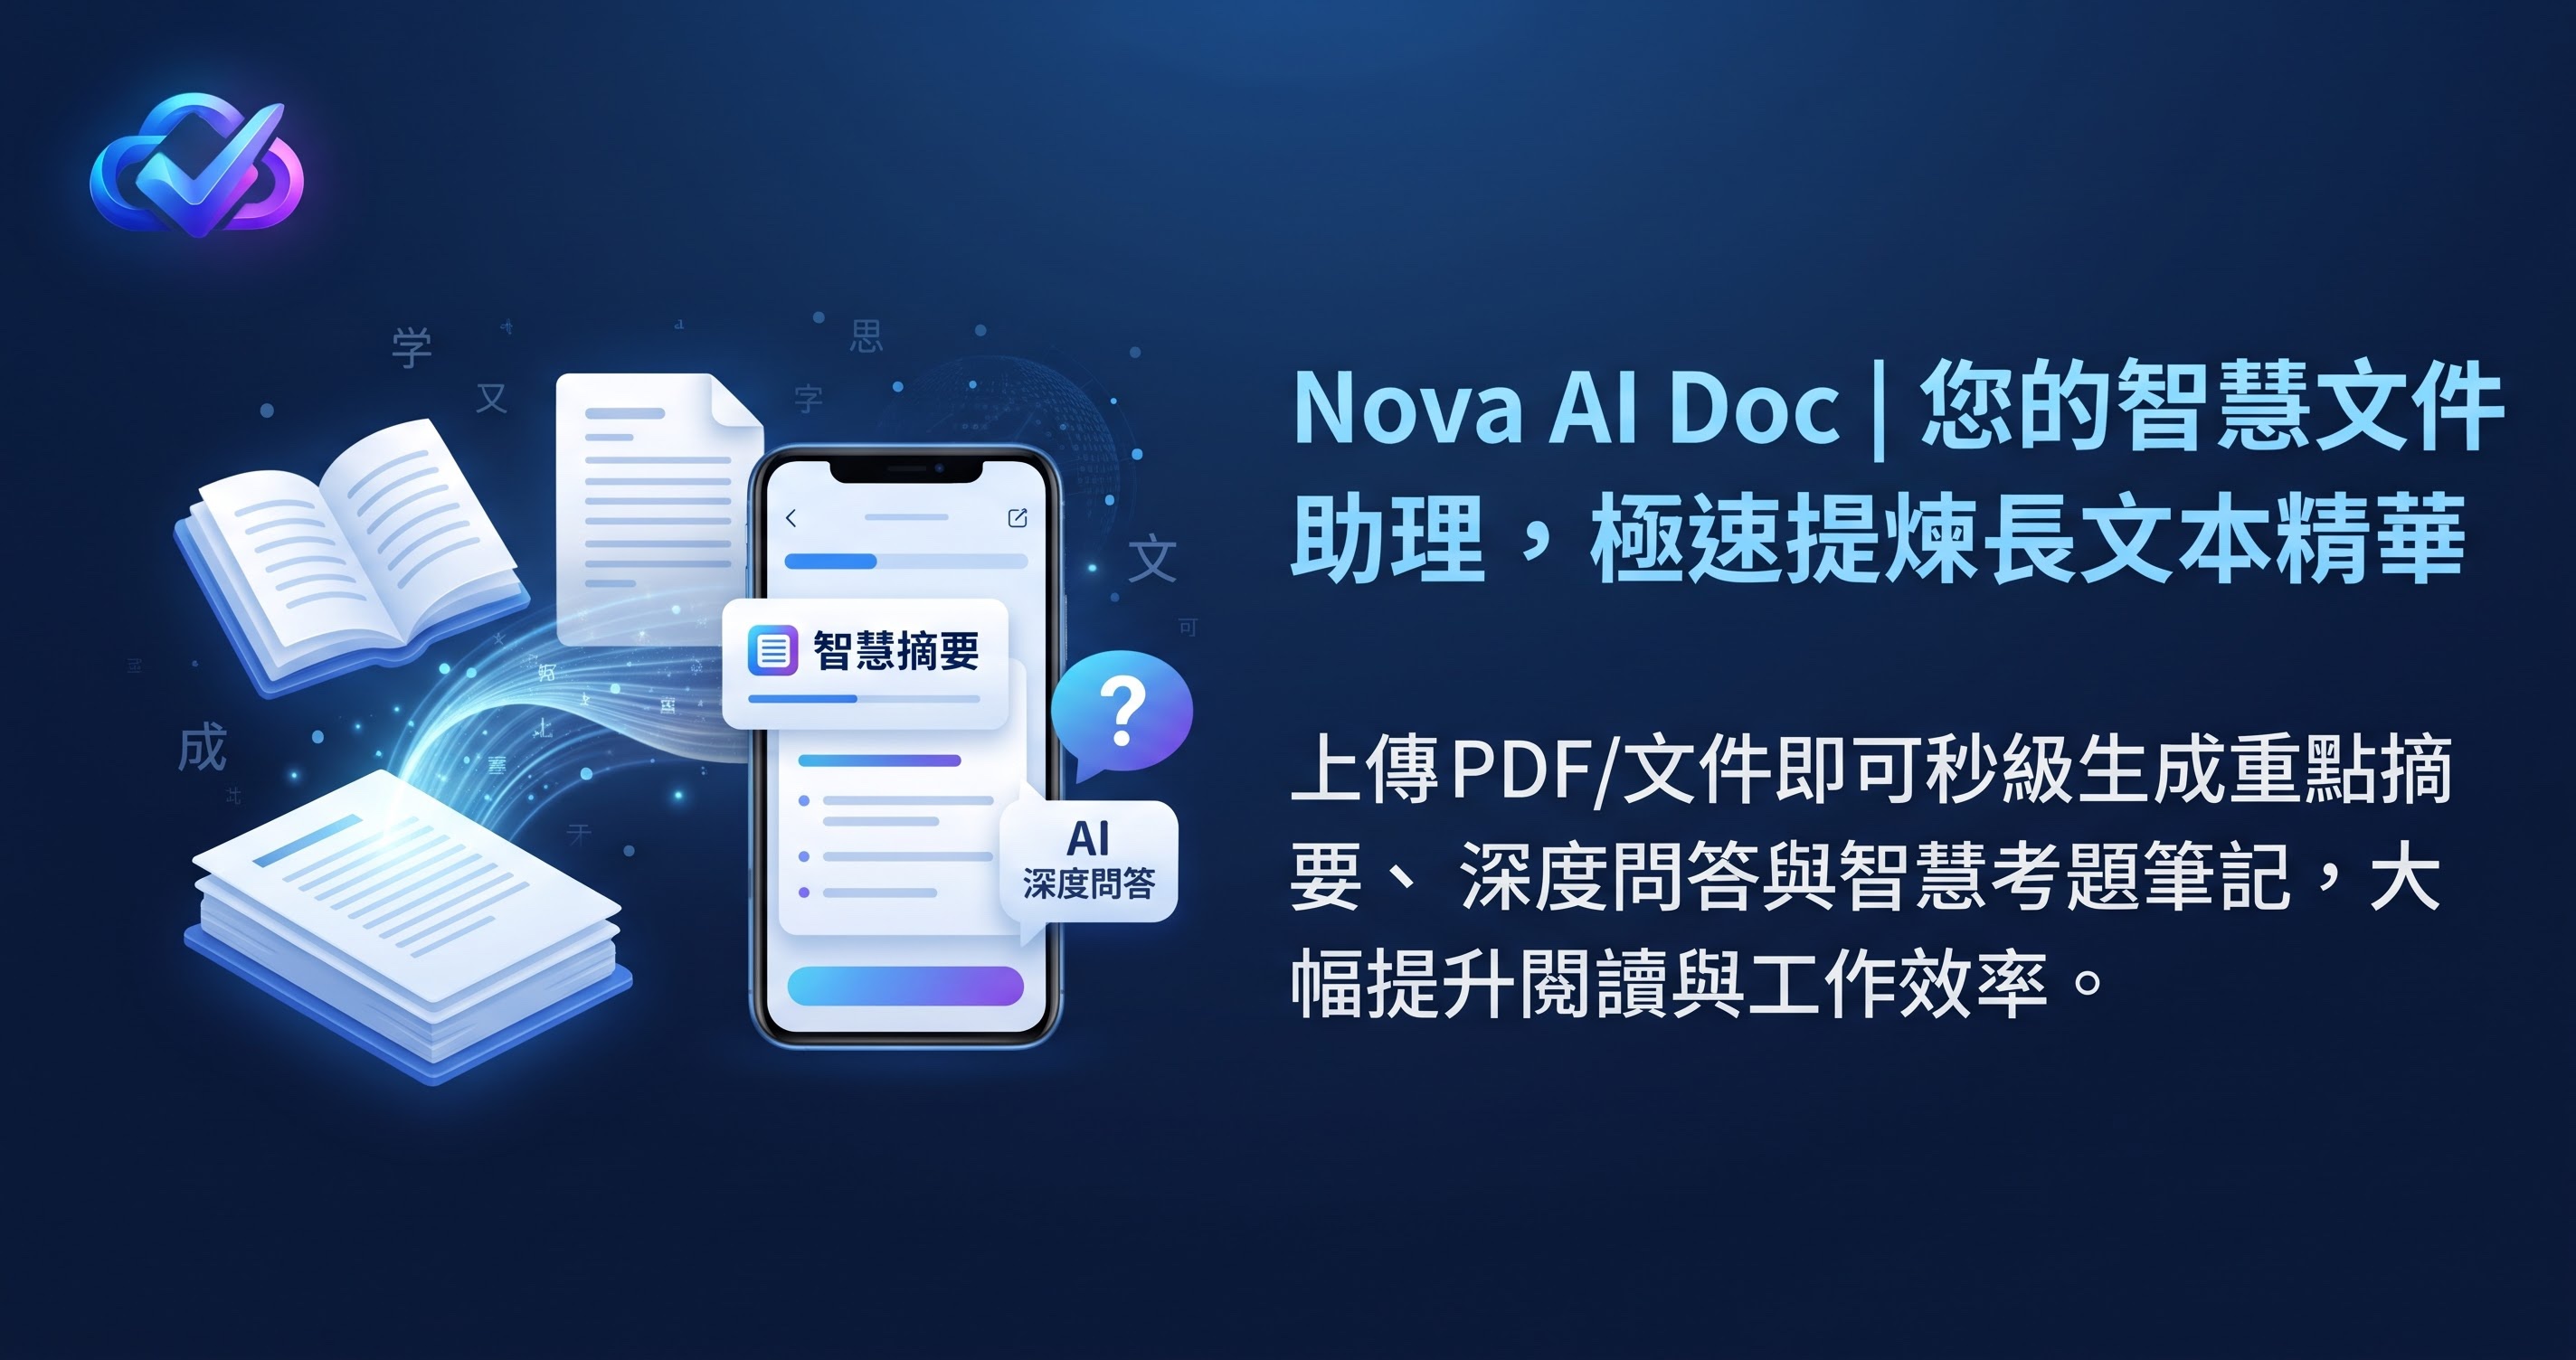 学
思
又
字
文
可
成
智慧摘要
?
AI
深度問答
Nova AI Doc | 您的智慧文件
助理，極速提煉長文本精華
上傳PDF/文件即可秒級生成重點摘
要、 深度問答與智慧考題筆記，大
幅提升閱讀與工作效率。